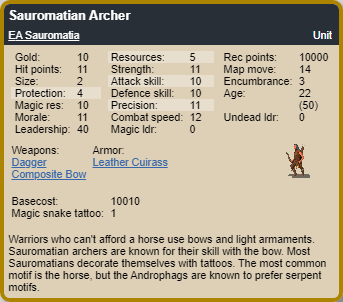 Sauromatian Archer
EA Sauromatia Unit
Gold: 10 Resources: 5 Rec points: 10000
Hit points: 11 Strength: 11 Map move: 14
Size: 2 Attack skill: 10 Encumbrance: 3
Protection: 4 Defence skill: 10 Age: 22
Magic res: 10 Precision: 11 (50)
Morale: 11 Combat speed: 12 Undead ldr: 0
Leadership: 40 Magic ldr: 0
Weapons: Armor:
Dagger Leather Cuirass
Composite Bow
Basecost: 10010
Magic snake tattoo: 1
Warriors who can't afford a horse use bows and light armaments.
Sauromatian archers are known for their skill with the bow. Most
Sauromatians decorate themselves with tattoos. The most common
motif is the horse, but the Androphags are known to prefer serpent
motifs.